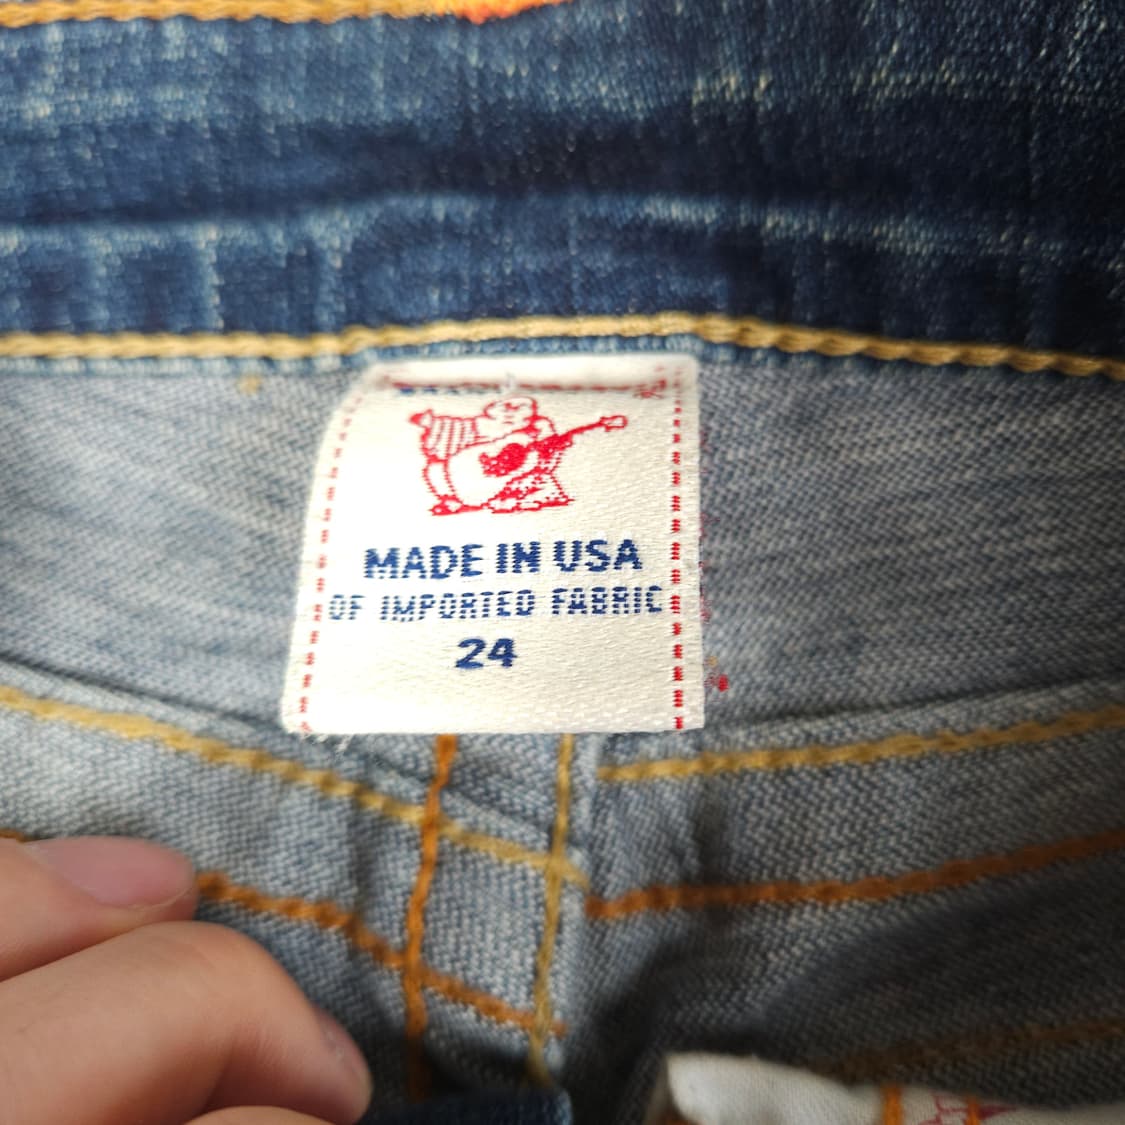 MADE IN USA
OF IMPORTED FABRIC
24